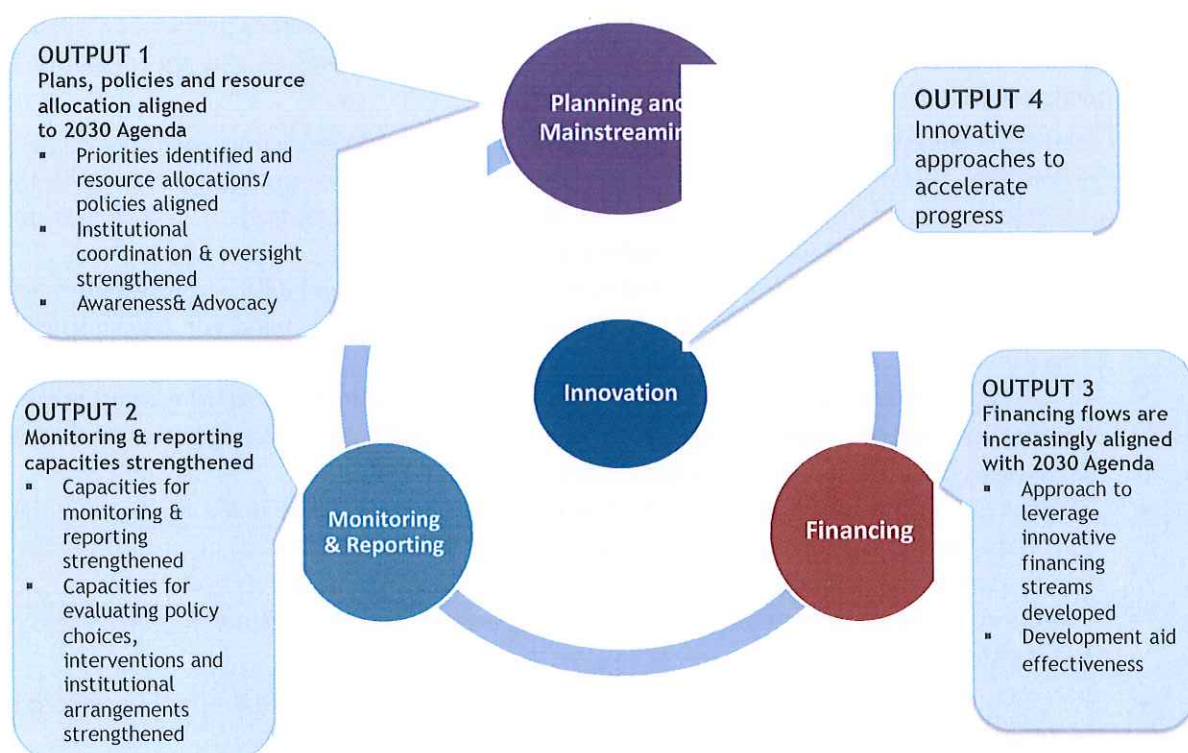 OUTPUT 1
Plans, policies and resource
allocation aligned
to 2030 Agenda
▪ Priorities identified and
resource allocations/
policies aligned
▪ Institutional
coordination & oversight
strengthened
▪ Awareness& Advocacy
Planning and
Mainstreamin
OUTPUT 4
Innovative
approaches to
accelerate
progress
Innovation
OUTPUT 2
Monitoring & reporting
capacities strengthened
▪ Capacities for
monitoring &
reporting
strengthened
▪ Capacities for
evaluating policy
choices,
interventions and
institutional
arrangements
strengthened
Monitoring
& Reporting
Financing
OUTPUT 3
Financing flows are
increasingly aligned
with 2030 Agenda
▪ Approach to
leverage
innovative
financing
streams
developed
▪ Development aid
effectiveness